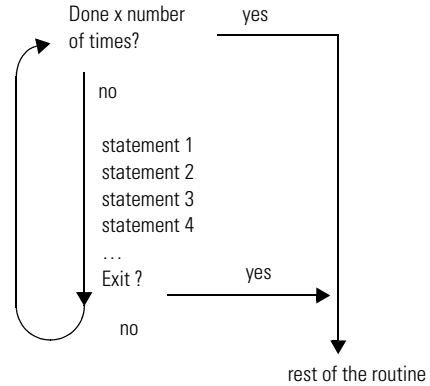 Done x number
of times?
yes
no
statement 1
statement 2
statement 3
statement 4
...
Exit ?
yes
no
rest of the routine